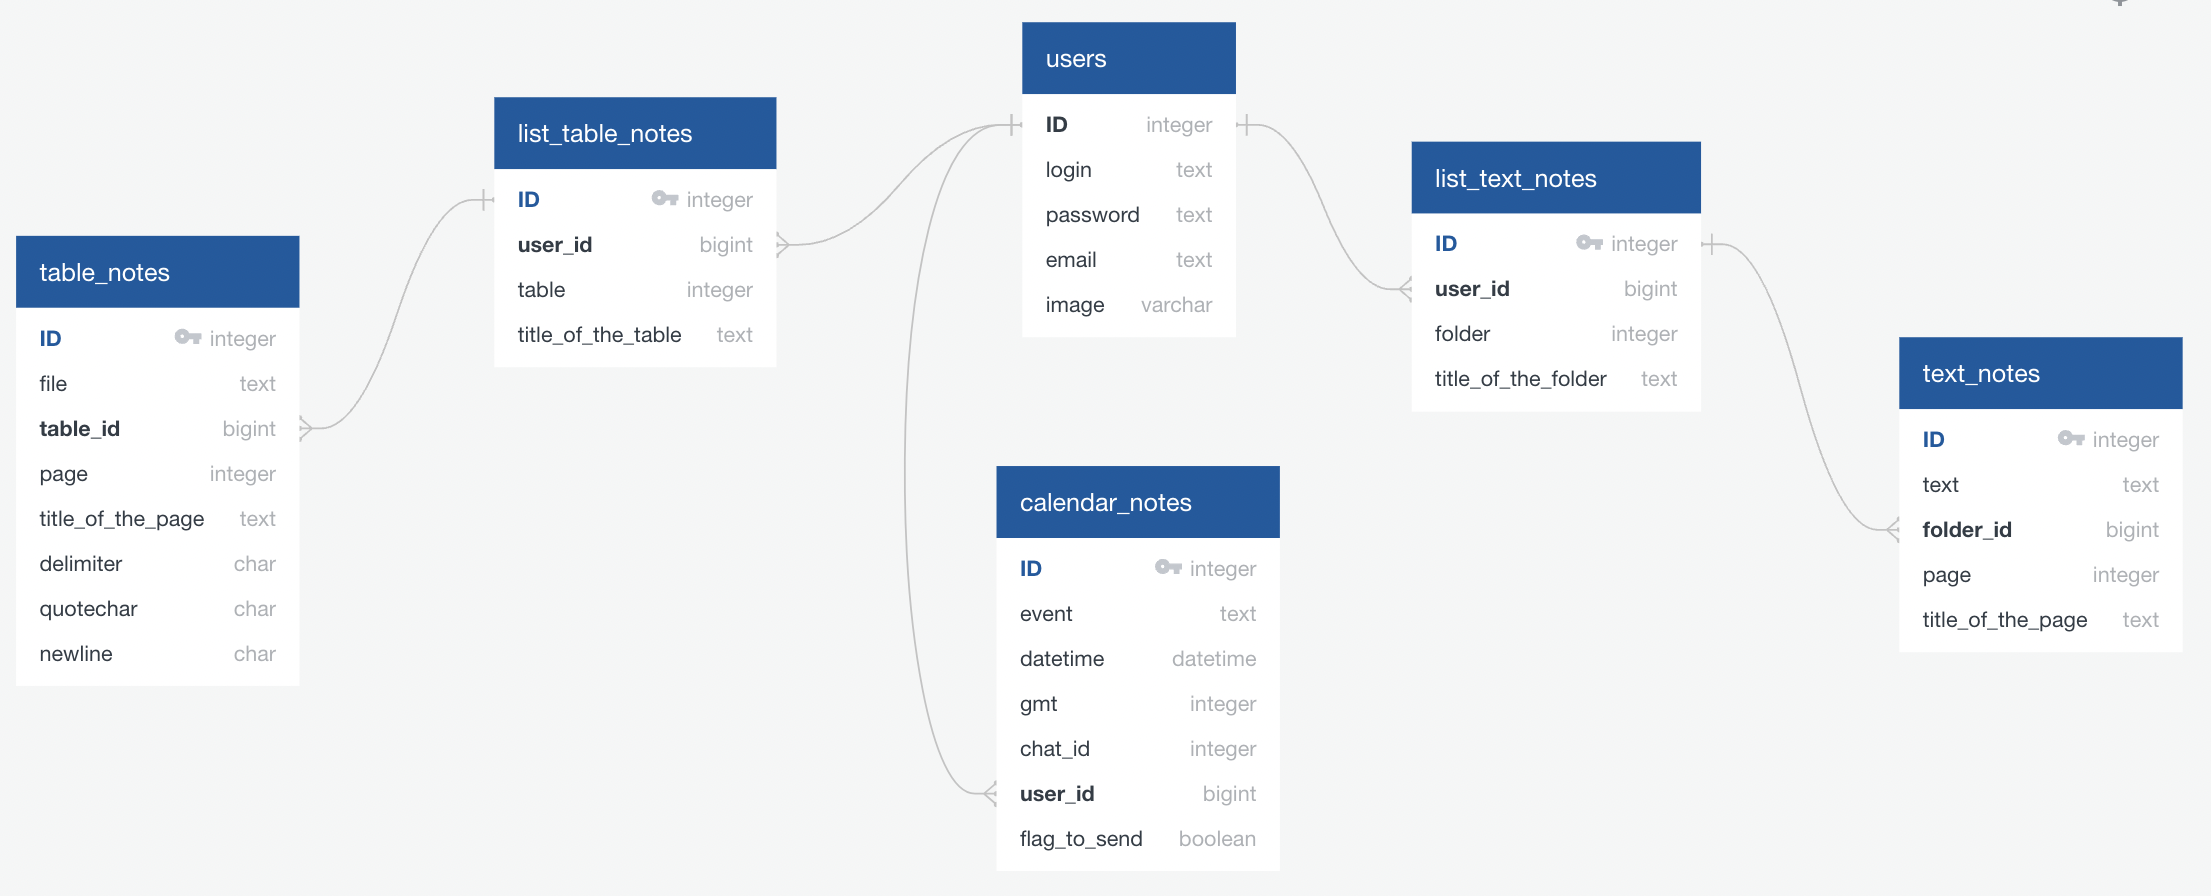 users
ID integer
login text
password text
email text
image varchar
list_table_notes
ID integer
user_id bigint
table integer
title_of_the_table text
list_text_notes
ID integer
user_id bigint
folder integer
title_of_the_folder text
table_notes
ID integer
file text
table_id bigint
page integer
title_of_the_page text
delimiter char
quotechar char
newline char
text_notes
ID integer
text text
folder_id bigint
page integer
title_of_the_page text
calendar_notes
ID integer
event text
datetime datetime
gmt integer
chat_id integer
user_id bigint
flag_to_send boolean